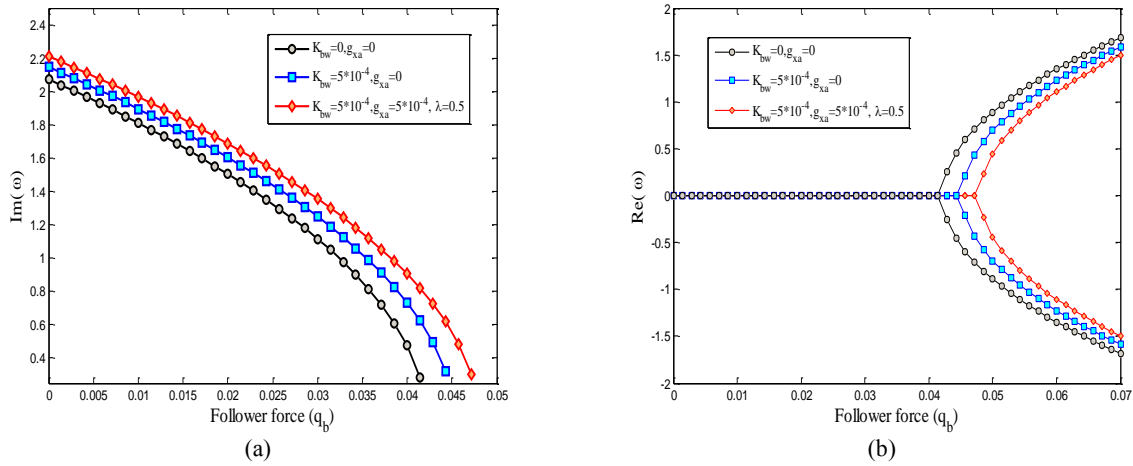 2.4
2.2
2
1.8
1.6
1.4
1.2
1
0.8
0.6
0.4
Im( ω)
K_bw=0,g_xa=0
K_bw=5*10^-4,g_xa=0
K_bw=5*10^-4,g_xa=5*10^-4, λ=0.5
0 0.005 0.01 0.015 0.02 0.025 0.03 0.035 0.04 0.045 0.05
Follower force (q_b)
(a)
2
1.5
1
0.5
0
-0.5
-1
-1.5
-2
Re( ω)
K_bw=0,g_xa=0
K_bw=5*10^-4,g_xa=0
K_bw=5*10^-4,g_xa=5*10^-4, λ=0.5
0 0.01 0.02 0.03 0.04 0.05 0.06 0.07
Follower force (q_b)
(b)